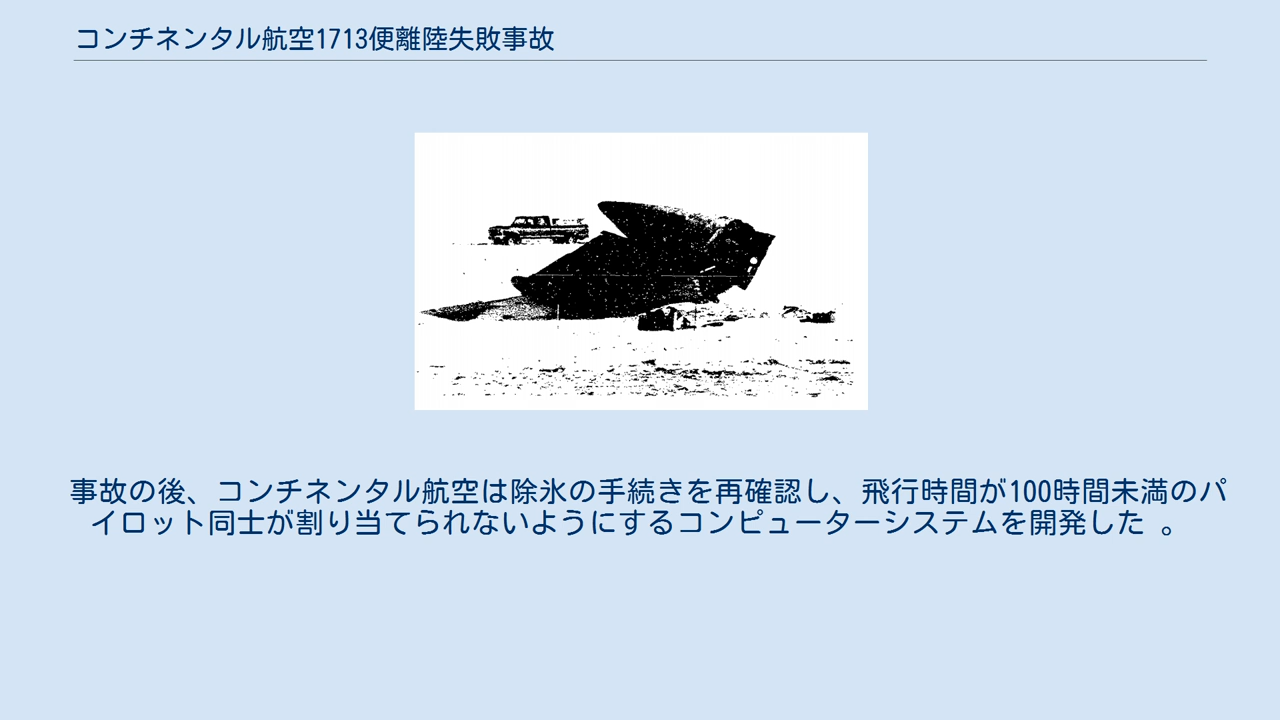 コンチネンタル航空1713便離陸失敗事故
事故の後、コンチネンタル航空は除氷の手続きを再確認し、飛行時間が100時間未満のパ
イロット同士が割り当てられないようにするコンピューターシステムを開発した 。